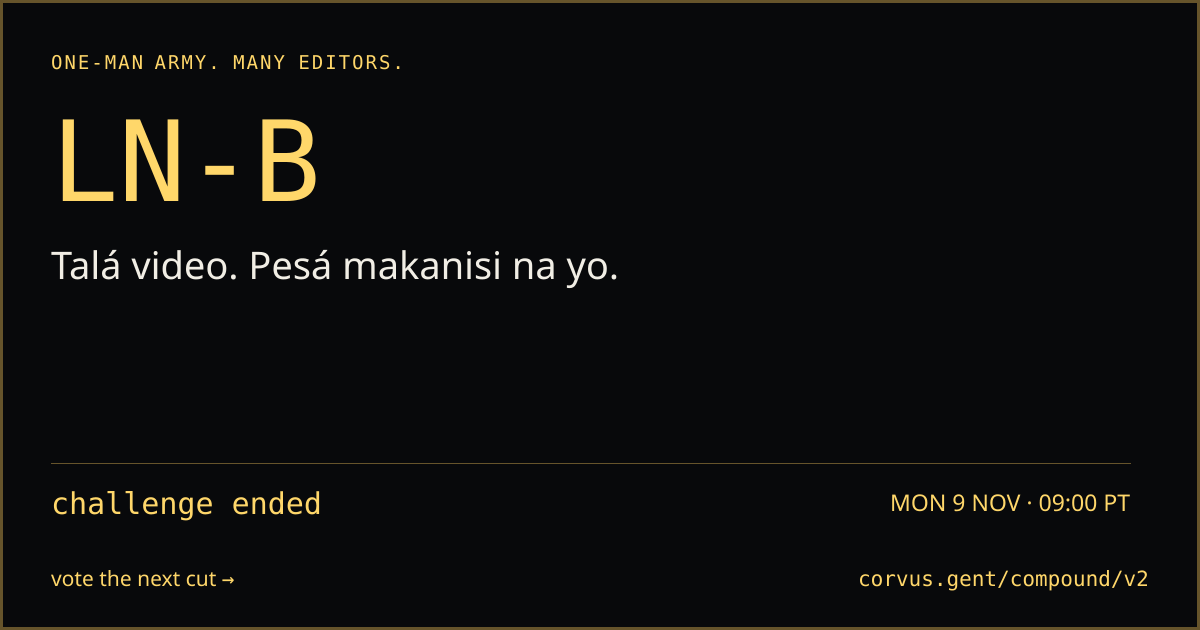 ONE-MAN ARMY. MANY EDITORS.
LN-B
Talá video. Pesá makanisi na yo.
challenge ended
MON 9 NOV · 09:00 PT
vote the next cut →
corvus.gent/compound/v2